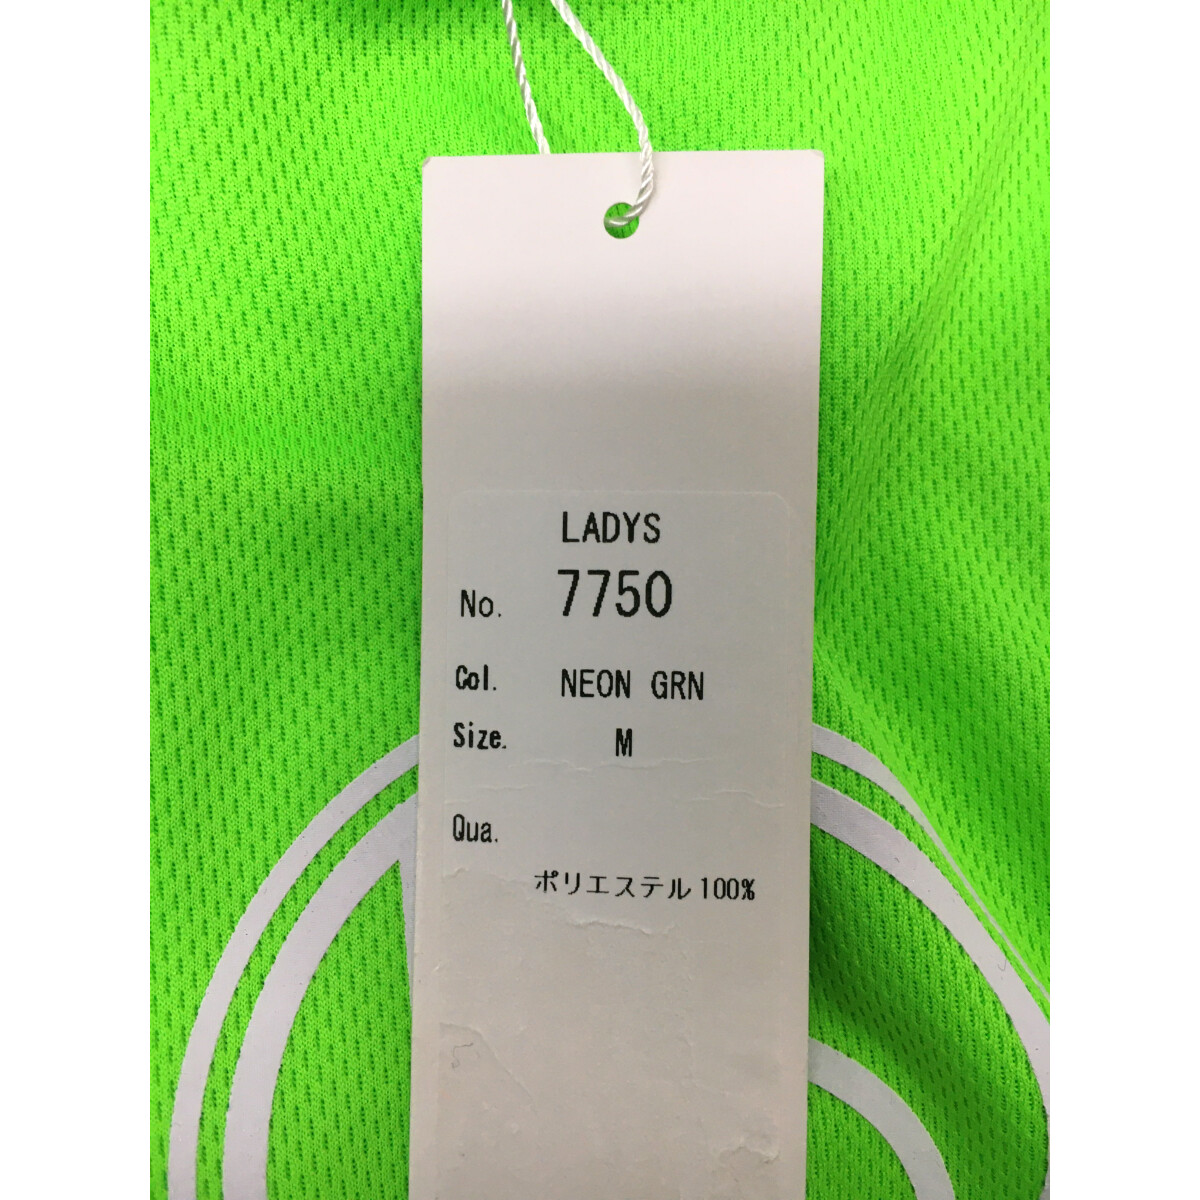 LADYS
No. 7750
Col. NEON GRN
Size. M
Qua.
ポリエステル100%